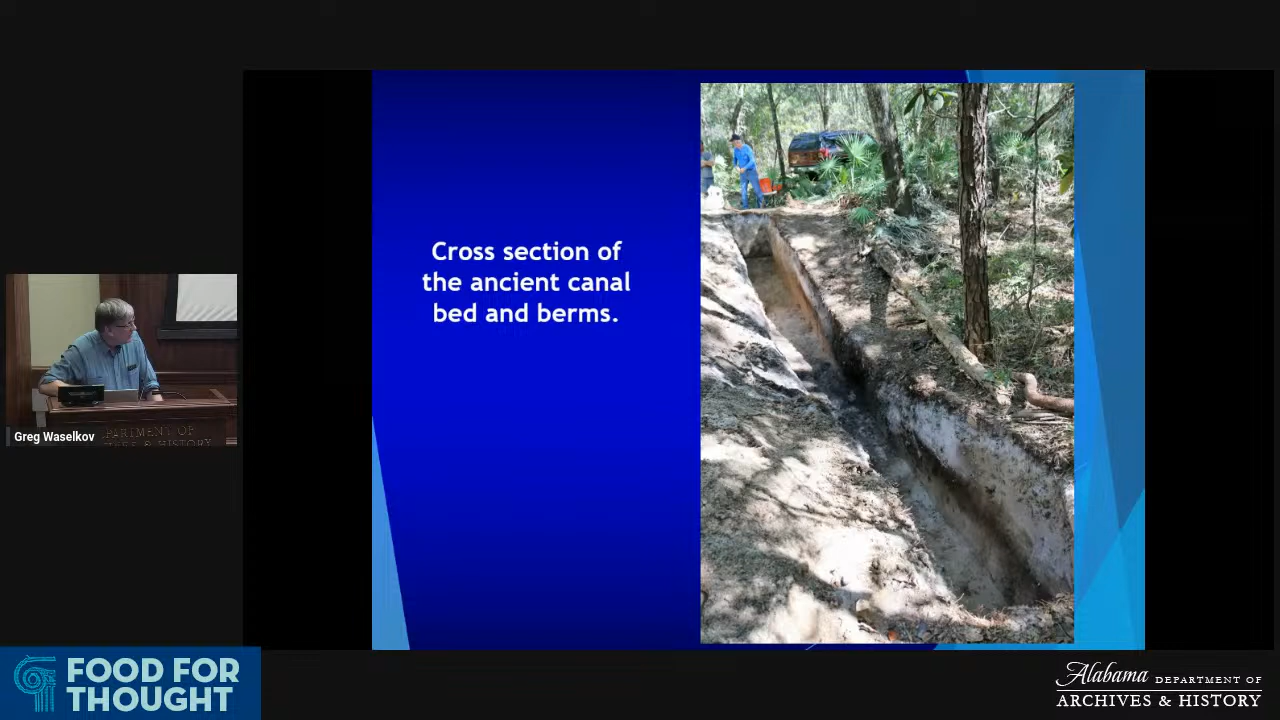 Cross section of
the ancient canal
bed and berms.
Greg Waselkov
FOOD FOR
THOUGHT
Alabama DEPARTMENT OF
ARCHIVES & HISTORY